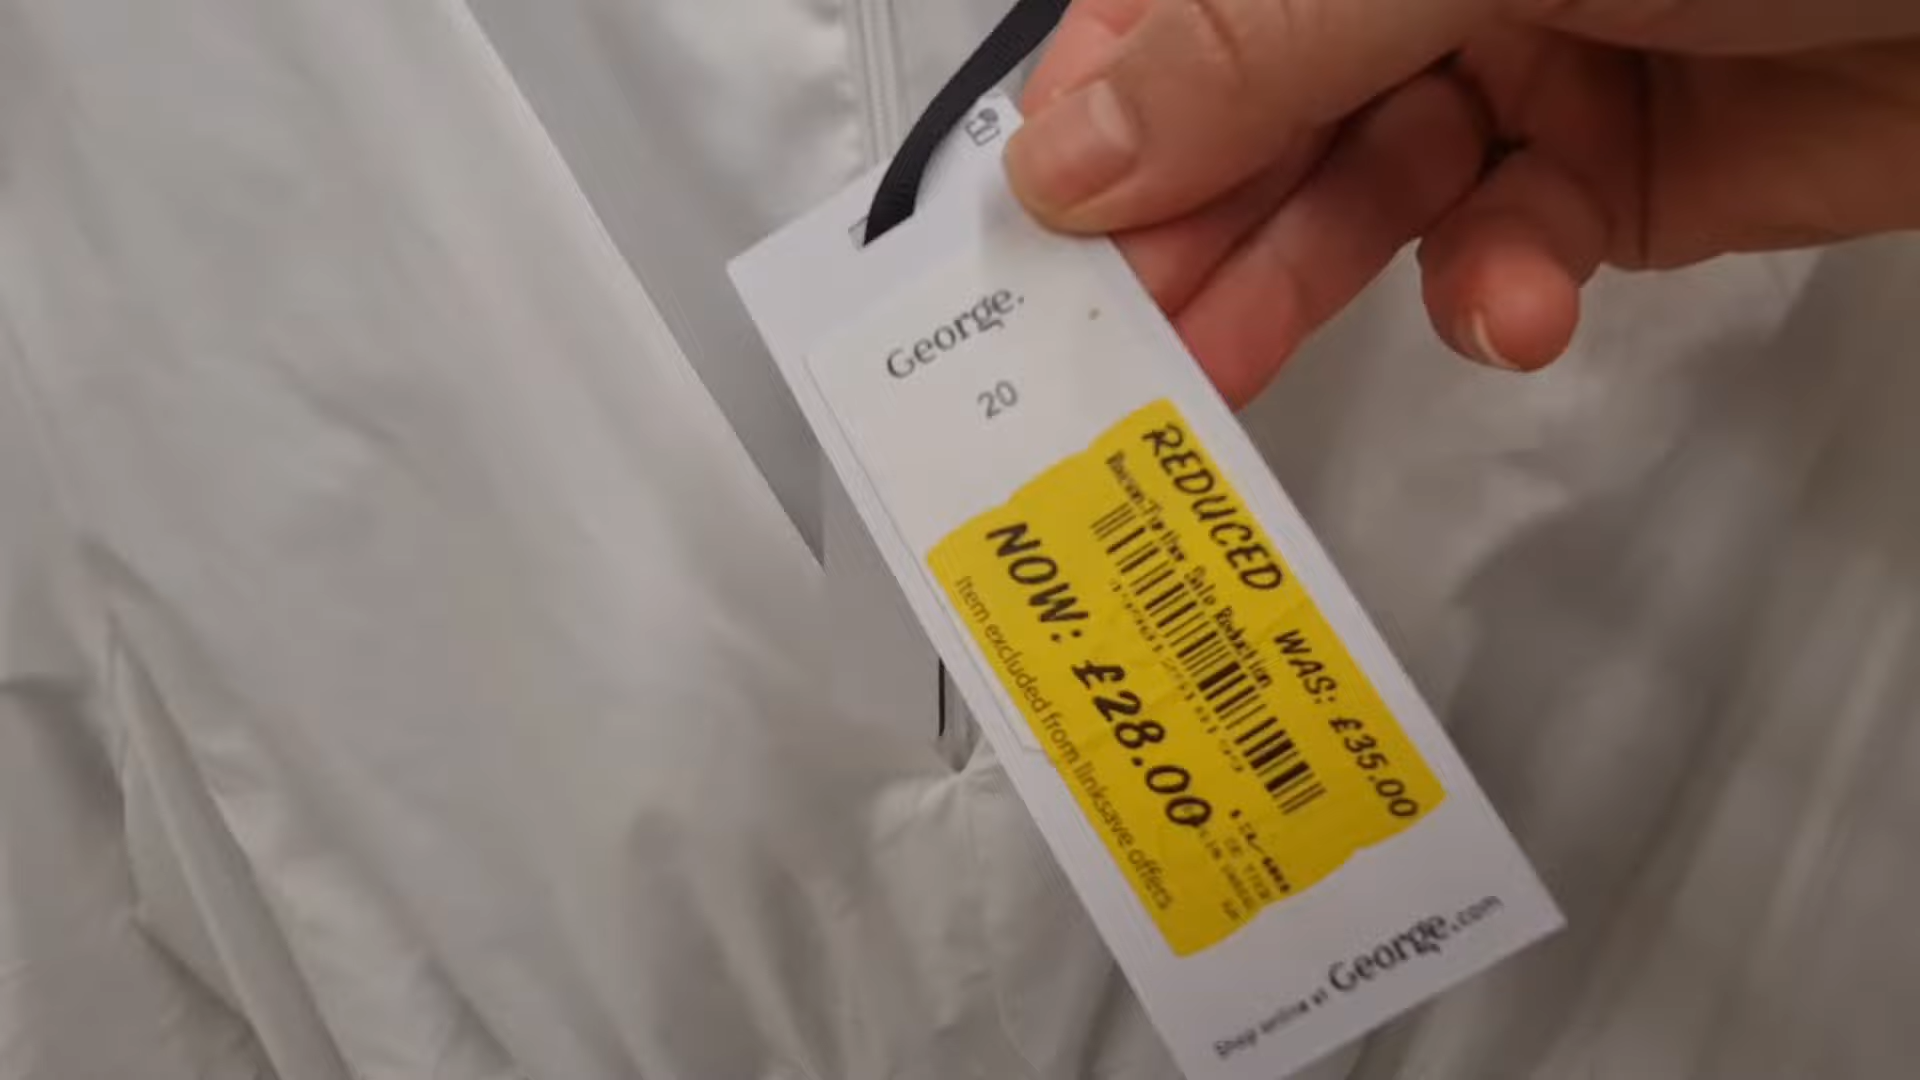 George.
20
REDUCED WAS: £35.00
NOW: £28.00
Item excluded from linksave offers
Shop online at George.com